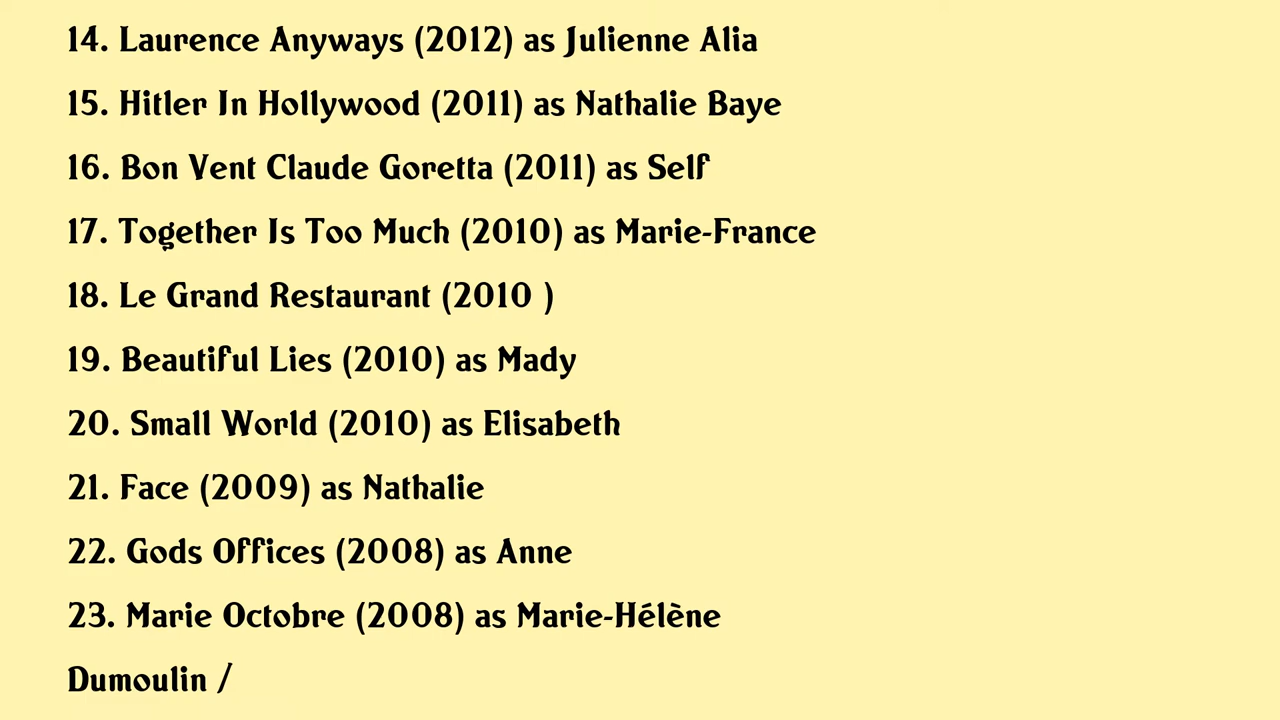 14. Laurence Anyways (2012) as Julienne Alia
15. Hitler In Hollywood (2011) as Nathalie Baye
16. Bon Vent Claude Goretta (2011) as Self
17. Together Is Too Much (2010) as Marie-France
18. Le Grand Restaurant (2010 )
19. Beautiful Lies (2010) as Mady
20. Small World (2010) as Elisabeth
21. Face (2009) as Nathalie
22. Gods Offices (2008) as Anne
23. Marie Octobre (2008) as Marie-Hélène
Dumoulin /